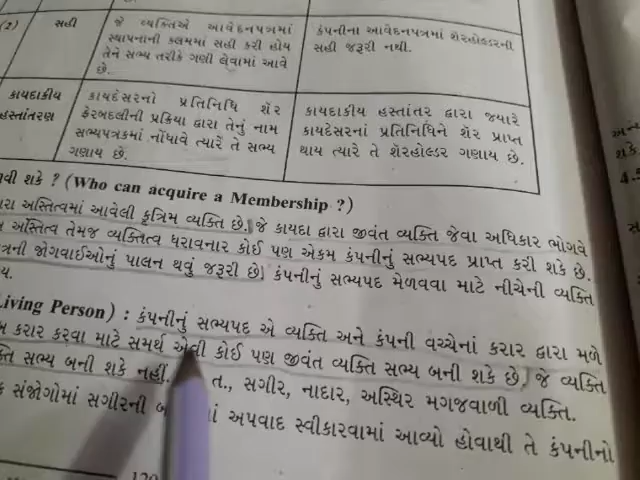 (2)
સહી
જે વ્યક્તિએ આવેદનપત્રમાં
સ્થાપનાની કલમમાં સહી કરી હોય
તેને સભ્ય તરીકે ગણી લેવામાં આવે
છે.
કંપનીના આવેદનપત્રમાં શૅરહોલ્ડરની
સહી જરૂરી નથી.
કાયદાકીય
હસ્તાંતરણ
કાયદેસરનો પ્રતિનિધિ શૅર
ફેરબદલીની પ્રક્રિયા દ્વારા તેનું નામ
સભ્યપત્રકમાં નોંધાવે ત્યારે તે સભ્ય
ગણાય છે.
કાયદાકીય હસ્તાંતર દ્વારા જ્યારે
કાયદેસરનાં પ્રતિનિધિને શૅર પ્રાપ્ત
થાય ત્યારે તે શૅરહોલ્ડર ગણાય છે.
શકે ? (Who can acquire a Membership ?)
અસ્તિત્વમાં આવેલી કૃત્રિમ વ્યક્તિ છે. જે કાયદા દ્વારા જીવંત વ્યક્તિ જેવા અધિકાર ભોગવે
અસ્તિત્વ તેમજ વ્યક્તિત્વ ધરાવનાર કોઈ પણ એકમ કંપનીનું સભ્યપદ પ્રાપ્ત કરી શકે છે.
જોગવાઈઓનું પાલન થવું જરૂરી છે. કંપનીનું સભ્યપદ મેળવવા માટે નીચેની વ્યક્તિ
Living Person) : કંપનીનું સભ્યપદ એ વ્યક્તિ અને કંપની વચ્ચેનાં કરાર દ્વારા મળે
કરાર કરવા માટે સમર્થ એવી કોઈ પણ જીવંત વ્યક્તિ સભ્ય બની શકે છે, જે વ્યક્તિ
સભ્ય બની શકે નહીં. ત., સગીર, નાદાર, અસ્થિર મગજવાળી વ્યક્તિ.
સંજોગોમાં સગીરની અપવાદ સ્વીકારવામાં આવ્યો હોવાથી તે કંપનીનો